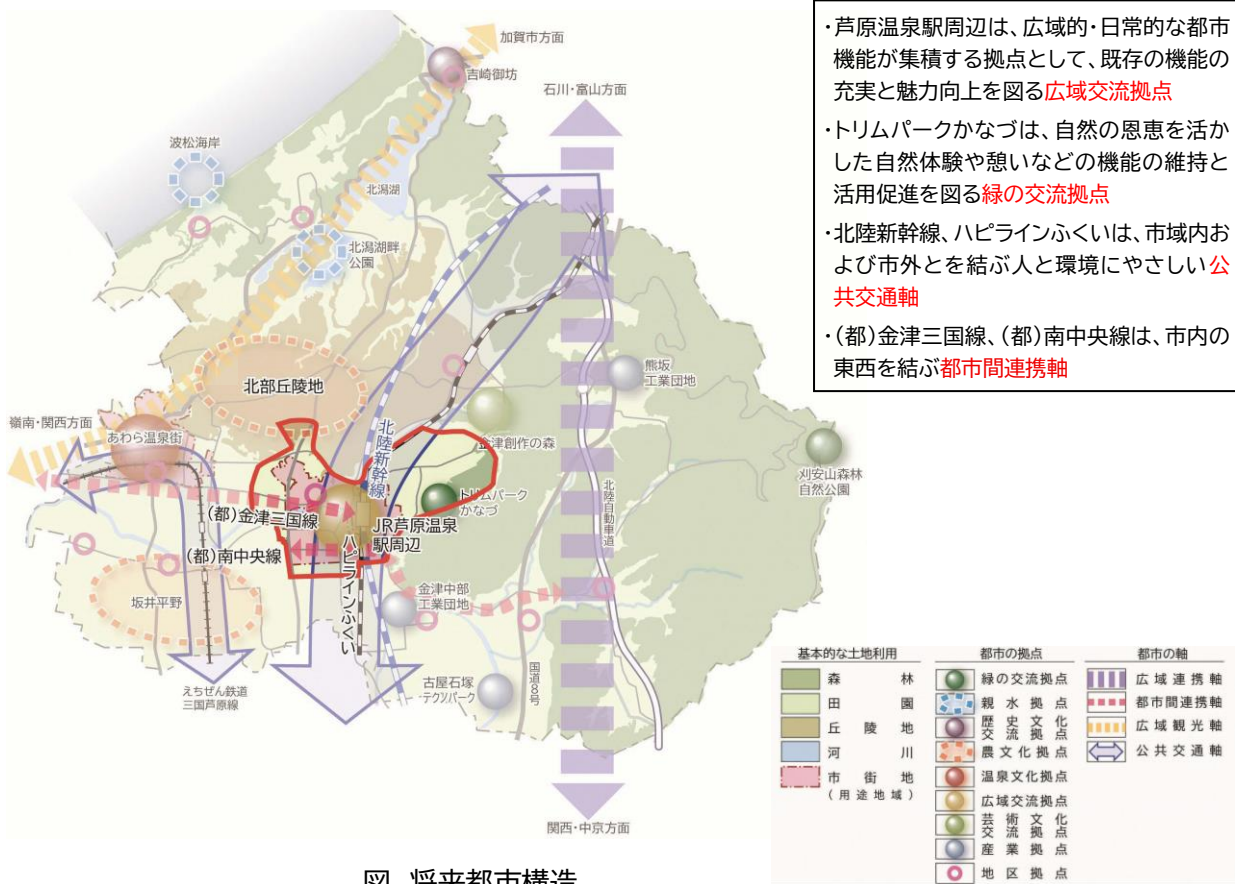 ・芦原温泉駅周辺は、広域的・日常的な都市
機能が集積する拠点として、既存の機能の
充実と魅力向上を図る広域交流拠点
・トリムパークかなづは、自然の恩恵を活か
した自然体験や憩いなどの機能の維持と
活用促進を図る緑の交流拠点
・北陸新幹線、ハピラインふくいは、市域内お
よび市外とを結ぶ人と環境にやさしい公
共交通軸
・(都)金津三国線、(都)南中央線は、市内の
東西を結ぶ都市間連携軸
加賀市方面
吉崎御坊
石川・富山方面
波松海岸
北潟湖
北潟湖畔
公園
北部丘陵地
熊坂
工業団地
嶺南・関西方面
あわら温泉街
北陸新幹線
金津創作の森
刈安山森林
自然公園
トリムパーク
かなづ
北陸自動車道
(都)金津三国線
JR芦原温泉
駅周辺
(都)南中央線
ハピラインふくい
坂井平野
金津中部
工業団地
古屋石塚
テクノパーク
国道8号
えちぜん鉄道
三国芦原線
関西・中京方面
基本的な土地利用
森林
田園
丘陵地
河川
市街地
(用途地域)
都市の拠点
緑の交流拠点
親水拠点
歴史文化
交流拠点
農文化拠点
温泉文化拠点
広域交流拠点
芸術文化
交流拠点
産業拠点
地区拠点
都市の軸
広域連携軸
都市間連携軸
広域観光軸
公共交通軸
図 将来都市構造